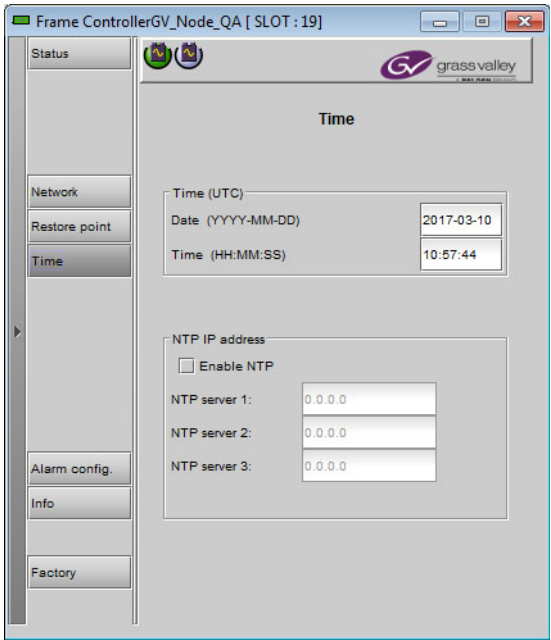 Frame ControllerGV_Node_QA [ SLOT : 19]
Status
grass valley
Time
Network
Restore point
Time
Time (UTC)
Date (YYYY-MM-DD)
2017-03-10
Time (HH:MM:SS)
10:57:44
NTP IP address
Enable NTP
NTP server 1:
0.0.0.0
NTP server 2:
0.0.0.0
NTP server 3:
0.0.0.0
Alarm config.
Info
Factory